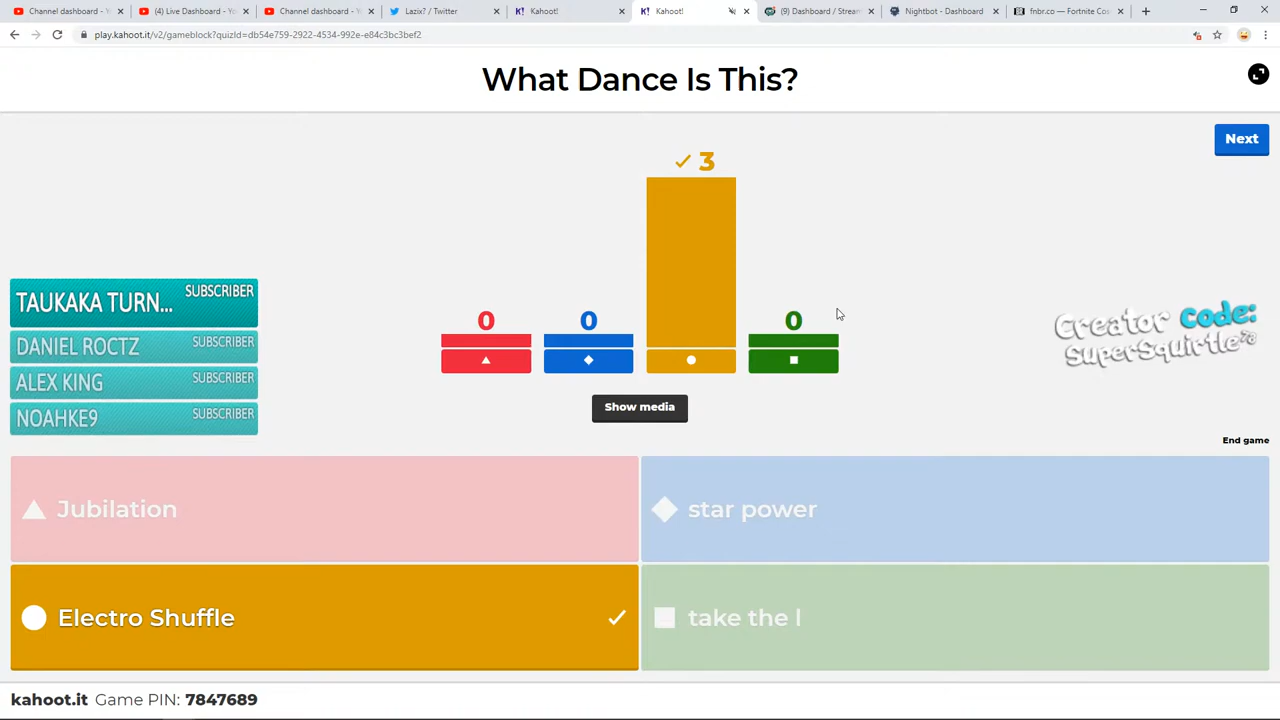 Channel dashboard - Yo
(4) Live Dashboard - You
Channel dashboard - Yo
Lazix7 / Twitter
Kahoot!
Kahoot!
(9) Dashboard / Stream
Nightbot - Dashboard
fnbr.co — Fortnite Cos
play.kahoot.it/v2/gameblock?quizId=db54e759-2922-4534-992e-e84c3bc3bef2
What Dance Is This?
Next
3
TAUKAKA TURN... SUBSCRIBER
DANIEL ROCTZ SUBSCRIBER
ALEX KING SUBSCRIBER
NOAHKE9 SUBSCRIBER
0
0
0
Creator Code:
SuperSquirtle78
Show media
End game
Jubilation
star power
Electro Shuffle
take the l
kahoot.it Game PIN: 7847689